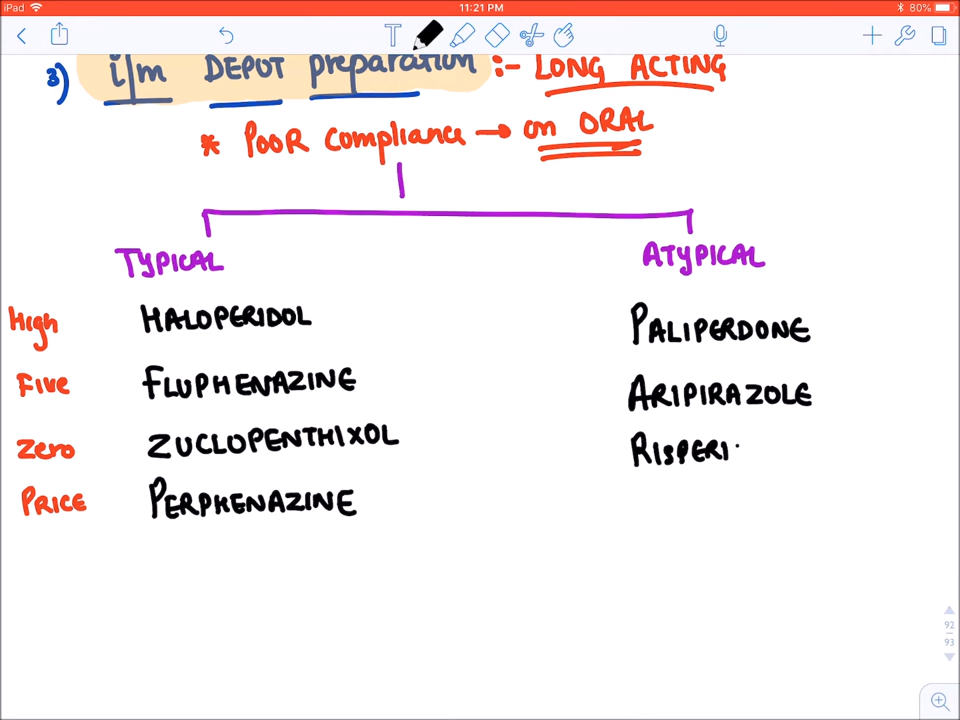 iPad 11:21 PM 80%
T
3) i/m DEPOT preparation :- LONG ACTING
* POOR compliance → on ORAL
TYPICAL ATYPICAL
High HALOPERIDOL PALIPERDONE
Five FLUPHENAZINE ARIPIRAZOLE
Zero ZUCLOPENTHIXOL RISPERI
PRICE PERPHENAZINE
92
93